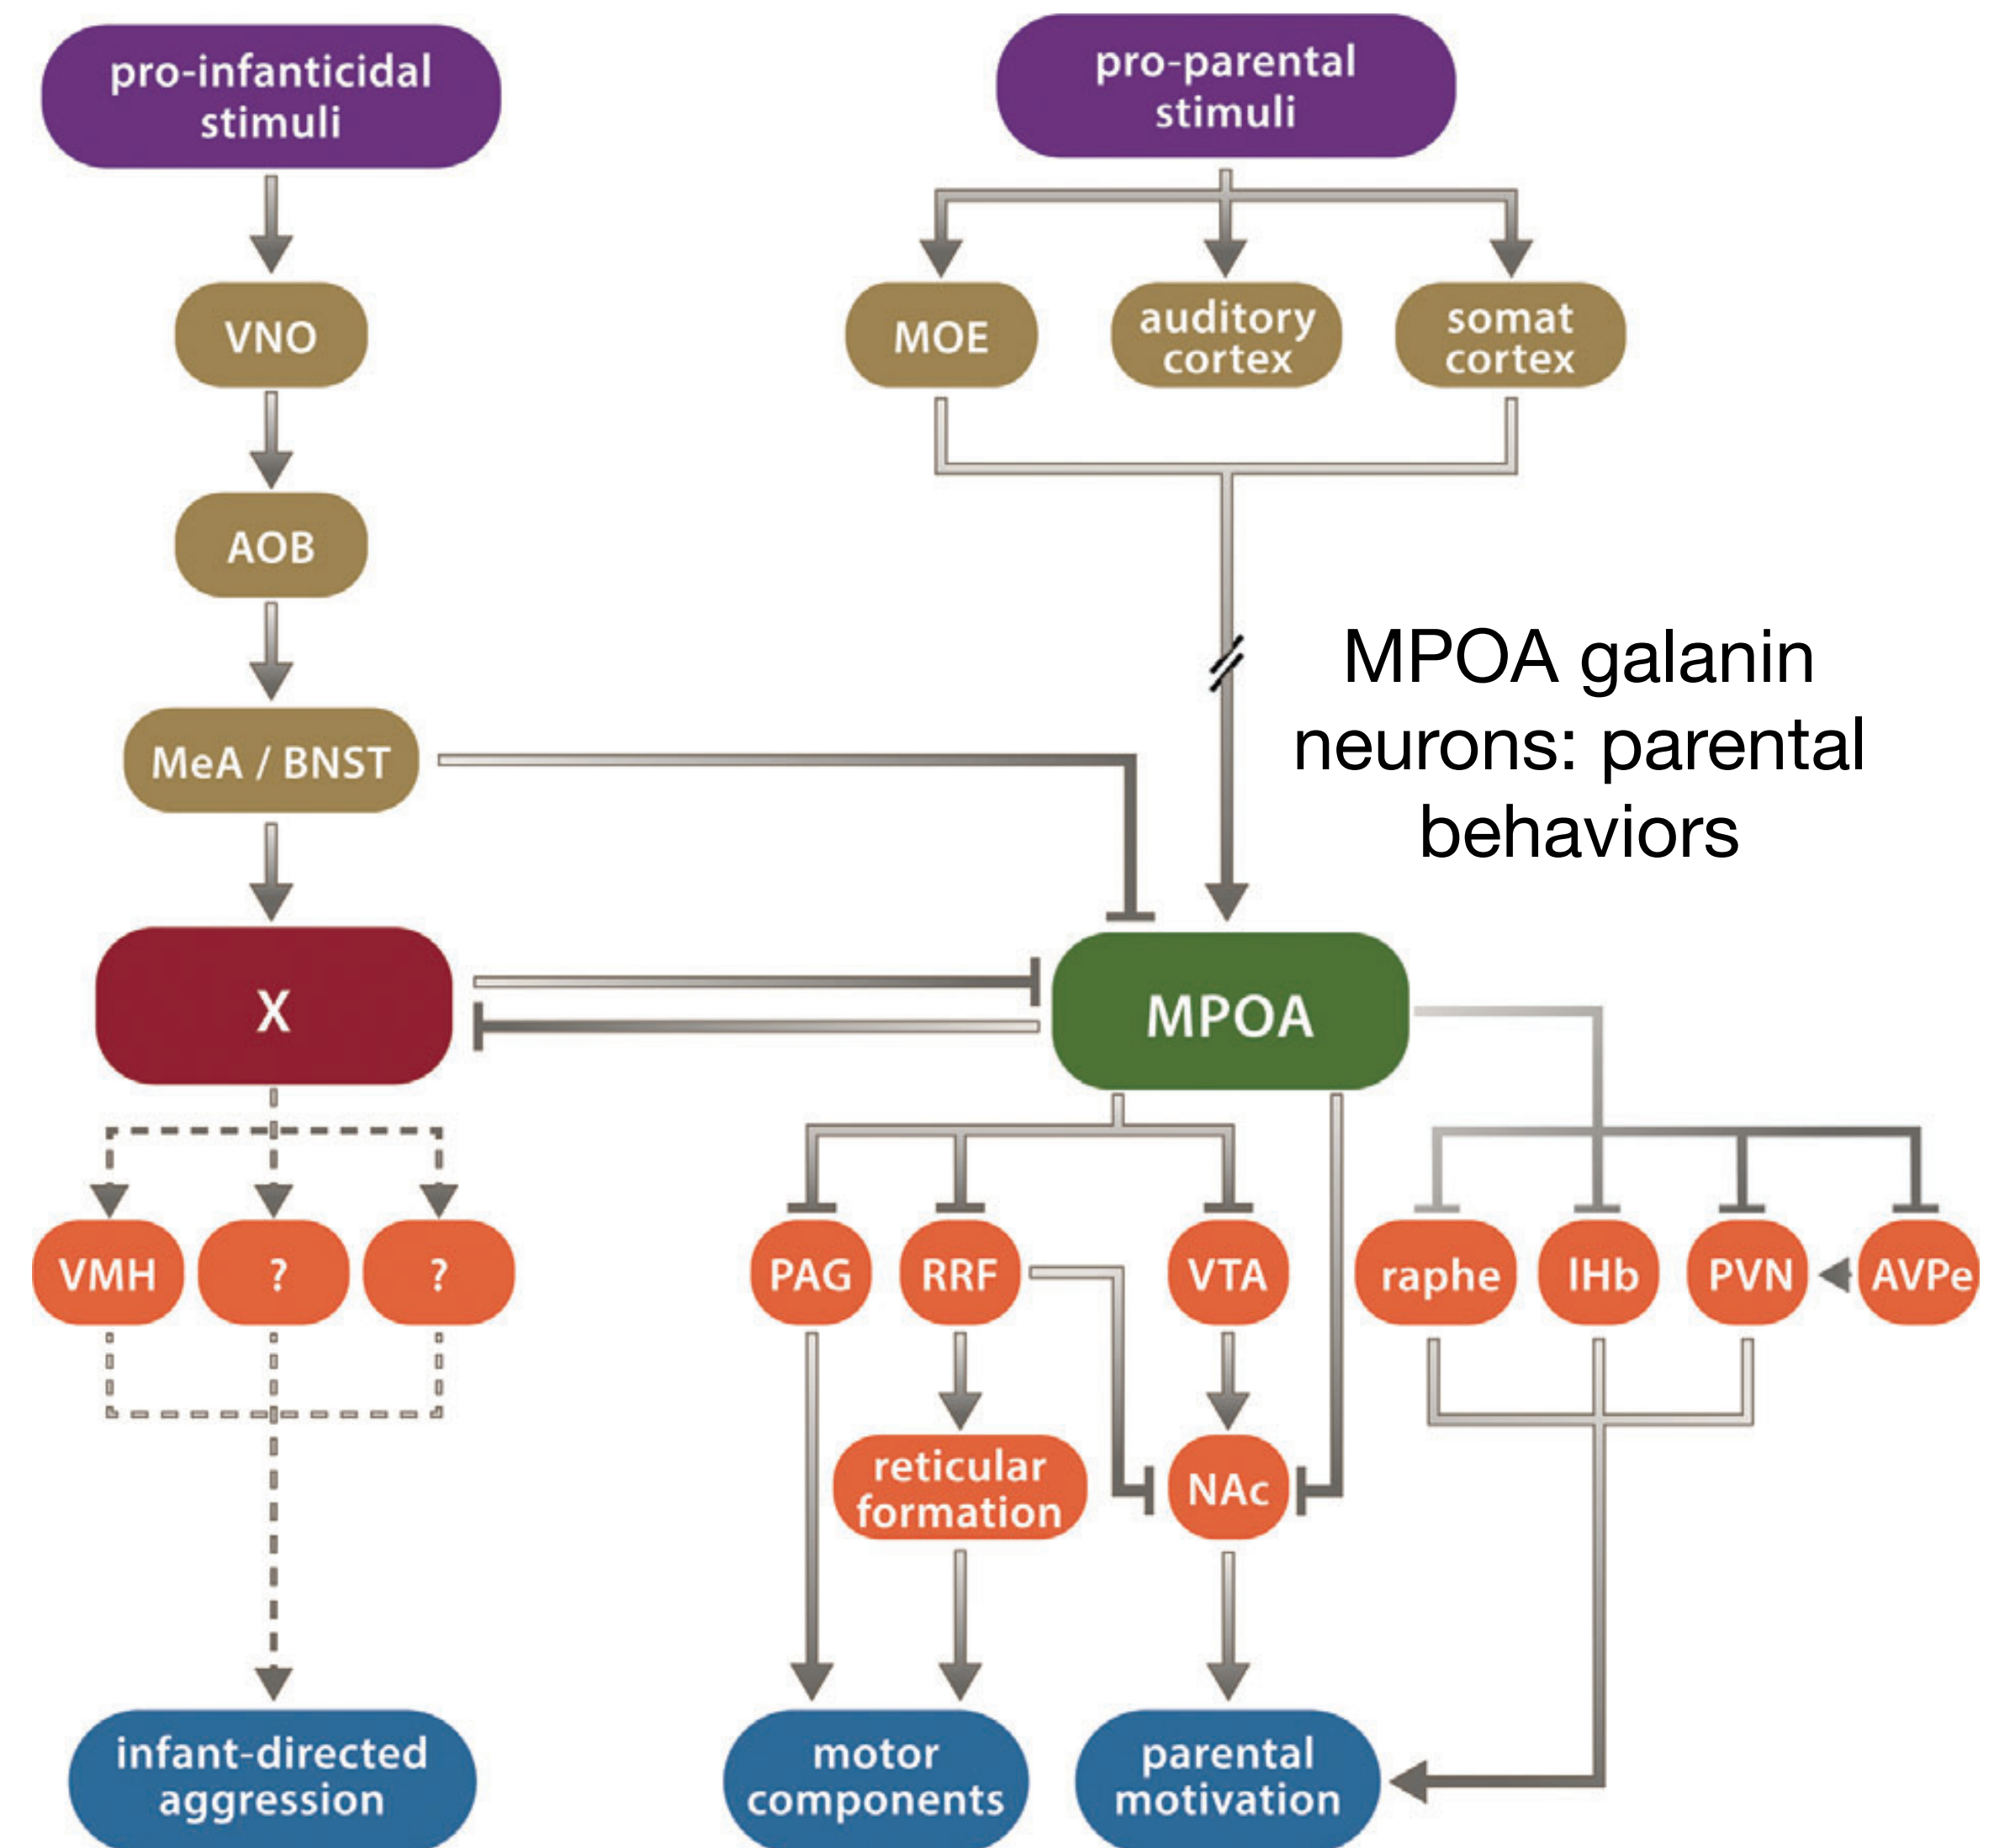 pro-infanticidal
stimuli
pro-parental
stimuli
VNO
MOE
auditory
cortex
somat
cortex
AOB
MPOA galanin
neurons: parental
behaviors
MeA / BNST
X
MPOA
VMH
?
?
PAG
RRF
VTA
raphe
lHb
PVN
AVPe
reticular
formation
NAc
infant-directed
aggression
motor
components
parental
motivation